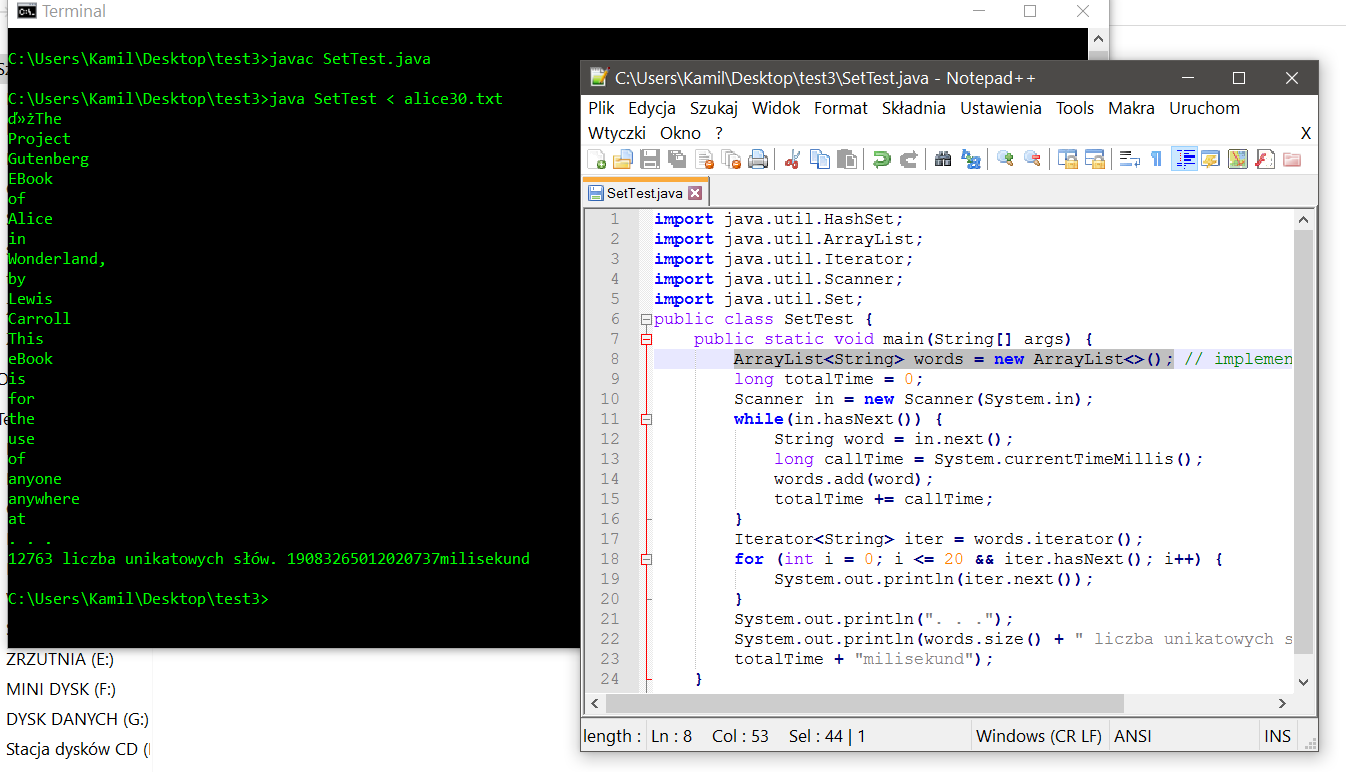 Terminal
C:\Users\Kamil\Desktop\test3>javac SetTest.java
C:\Users\Kamil\Desktop\test3>java SetTest < alice30.txt
ď»żThe
Project
Gutenberg
EBook
of
Alice
in
Wonderland,
by
Lewis
Carroll
This
eBook
is
for
the
use
of
anyone
anywhere
at
. . .
12763 liczba unikatowych słów. 19083265012020737milisekund
C:\Users\Kamil\Desktop\test3>
ZRZUTNIA (E:)
MINI DYSK (F:)
DYSK DANYCH (G:)
Stacja dysków CD (
C:\Users\Kamil\Desktop\test3\SetTest.java - Notepad++
Plik Edycja Szukaj Widok Format Składnia Ustawienia Tools Makra Uruchom
Wtyczki Okno ? X
SetTest.java
1 import java.util.HashSet;
2 import java.util.ArrayList;
3 import java.util.Iterator;
4 import java.util.Scanner;
5 import java.util.Set;
6 public class SetTest {
7 public static void main(String[] args) {
8 ArrayList<String> words = new ArrayList<>(); // implemen
9 long totalTime = 0;
10 Scanner in = new Scanner(System.in);
11 while(in.hasNext()) {
12 String word = in.next();
13 long callTime = System.currentTimeMillis();
14 words.add(word);
15 totalTime += callTime;
16 }
17 Iterator<String> iter = words.iterator();
18 for (int i = 0; i <= 20 && iter.hasNext(); i++) {
19 System.out.println(iter.next());
20 }
21 System.out.println(". . .");
22 System.out.println(words.size() + " liczba unikatowych s
23 totalTime + "milisekund");
24 }
length : Ln : 8 Col : 53 Sel : 44 | 1 Windows (CR LF) ANSI INS